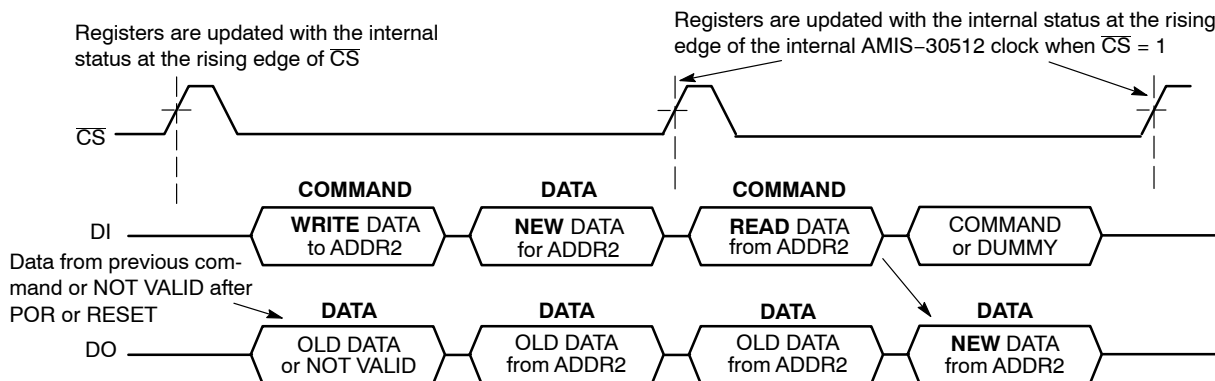 Registers are updated with the internal
status at the rising edge of C̅S̅
Registers are updated with the internal status at the rising
edge of the internal AMIS−30512 clock when C̅S̅ = 1
C̅S̅
COMMAND
DATA
COMMAND
DI
WRITE DATA
to ADDR2
NEW DATA
for ADDR2
READ DATA
from ADDR2
COMMAND
or DUMMY
Data from previous com-
mand or NOT VALID after
POR or RESET
DATA
DATA
DATA
DATA
DO
OLD DATA
or NOT VALID
OLD DATA
from ADDR2
OLD DATA
from ADDR2
NEW DATA
from ADDR2